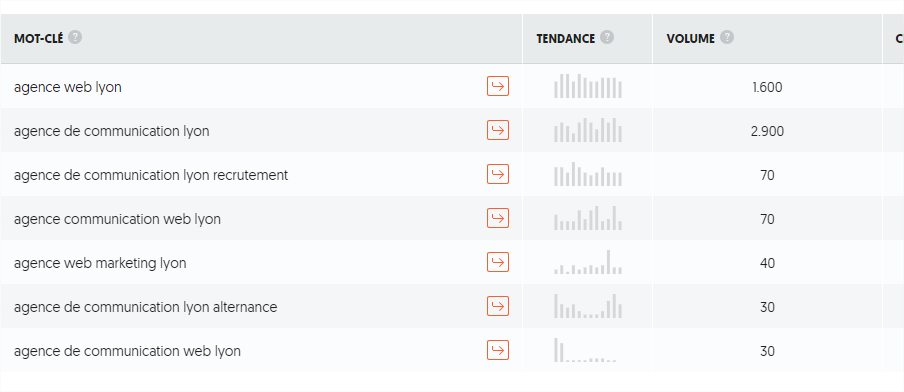 MOT-CLÉ ? TENDANCE ? VOLUME ? C
agence web lyon 1.600
agence de communication lyon 2.900
agence de communication lyon recrutement 70
agence communication web lyon 70
agence web marketing lyon 40
agence de communication lyon alternance 30
agence de communication web lyon 30